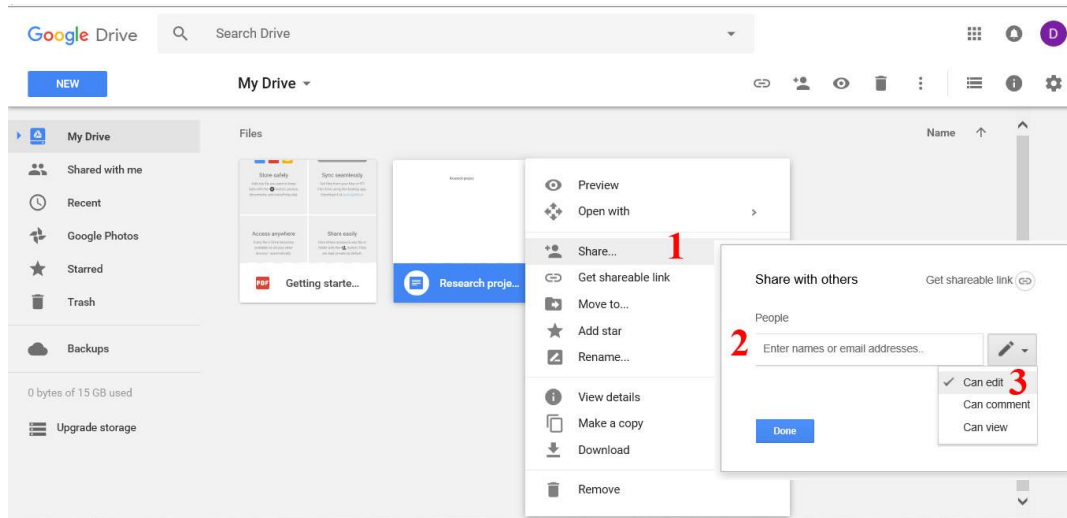 Google Drive
Search Drive
D
NEW
My Drive
My Drive
Shared with me
Recent
Google Photos
Starred
Trash
Backups
0 bytes of 15 GB used
Upgrade storage
Files
Name
Store safely
Sync seamlessly
Access anywhere
Share easily
PDF
Getting starte...
Research proje...
Preview
Open with
Share...
1
Get shareable link
Move to...
Add star
Rename...
View details
Make a copy
Download
Remove
Share with others
Get shareable link
People
2
Enter names or email addresses..
Can edit
3
Can comment
Can view
Done